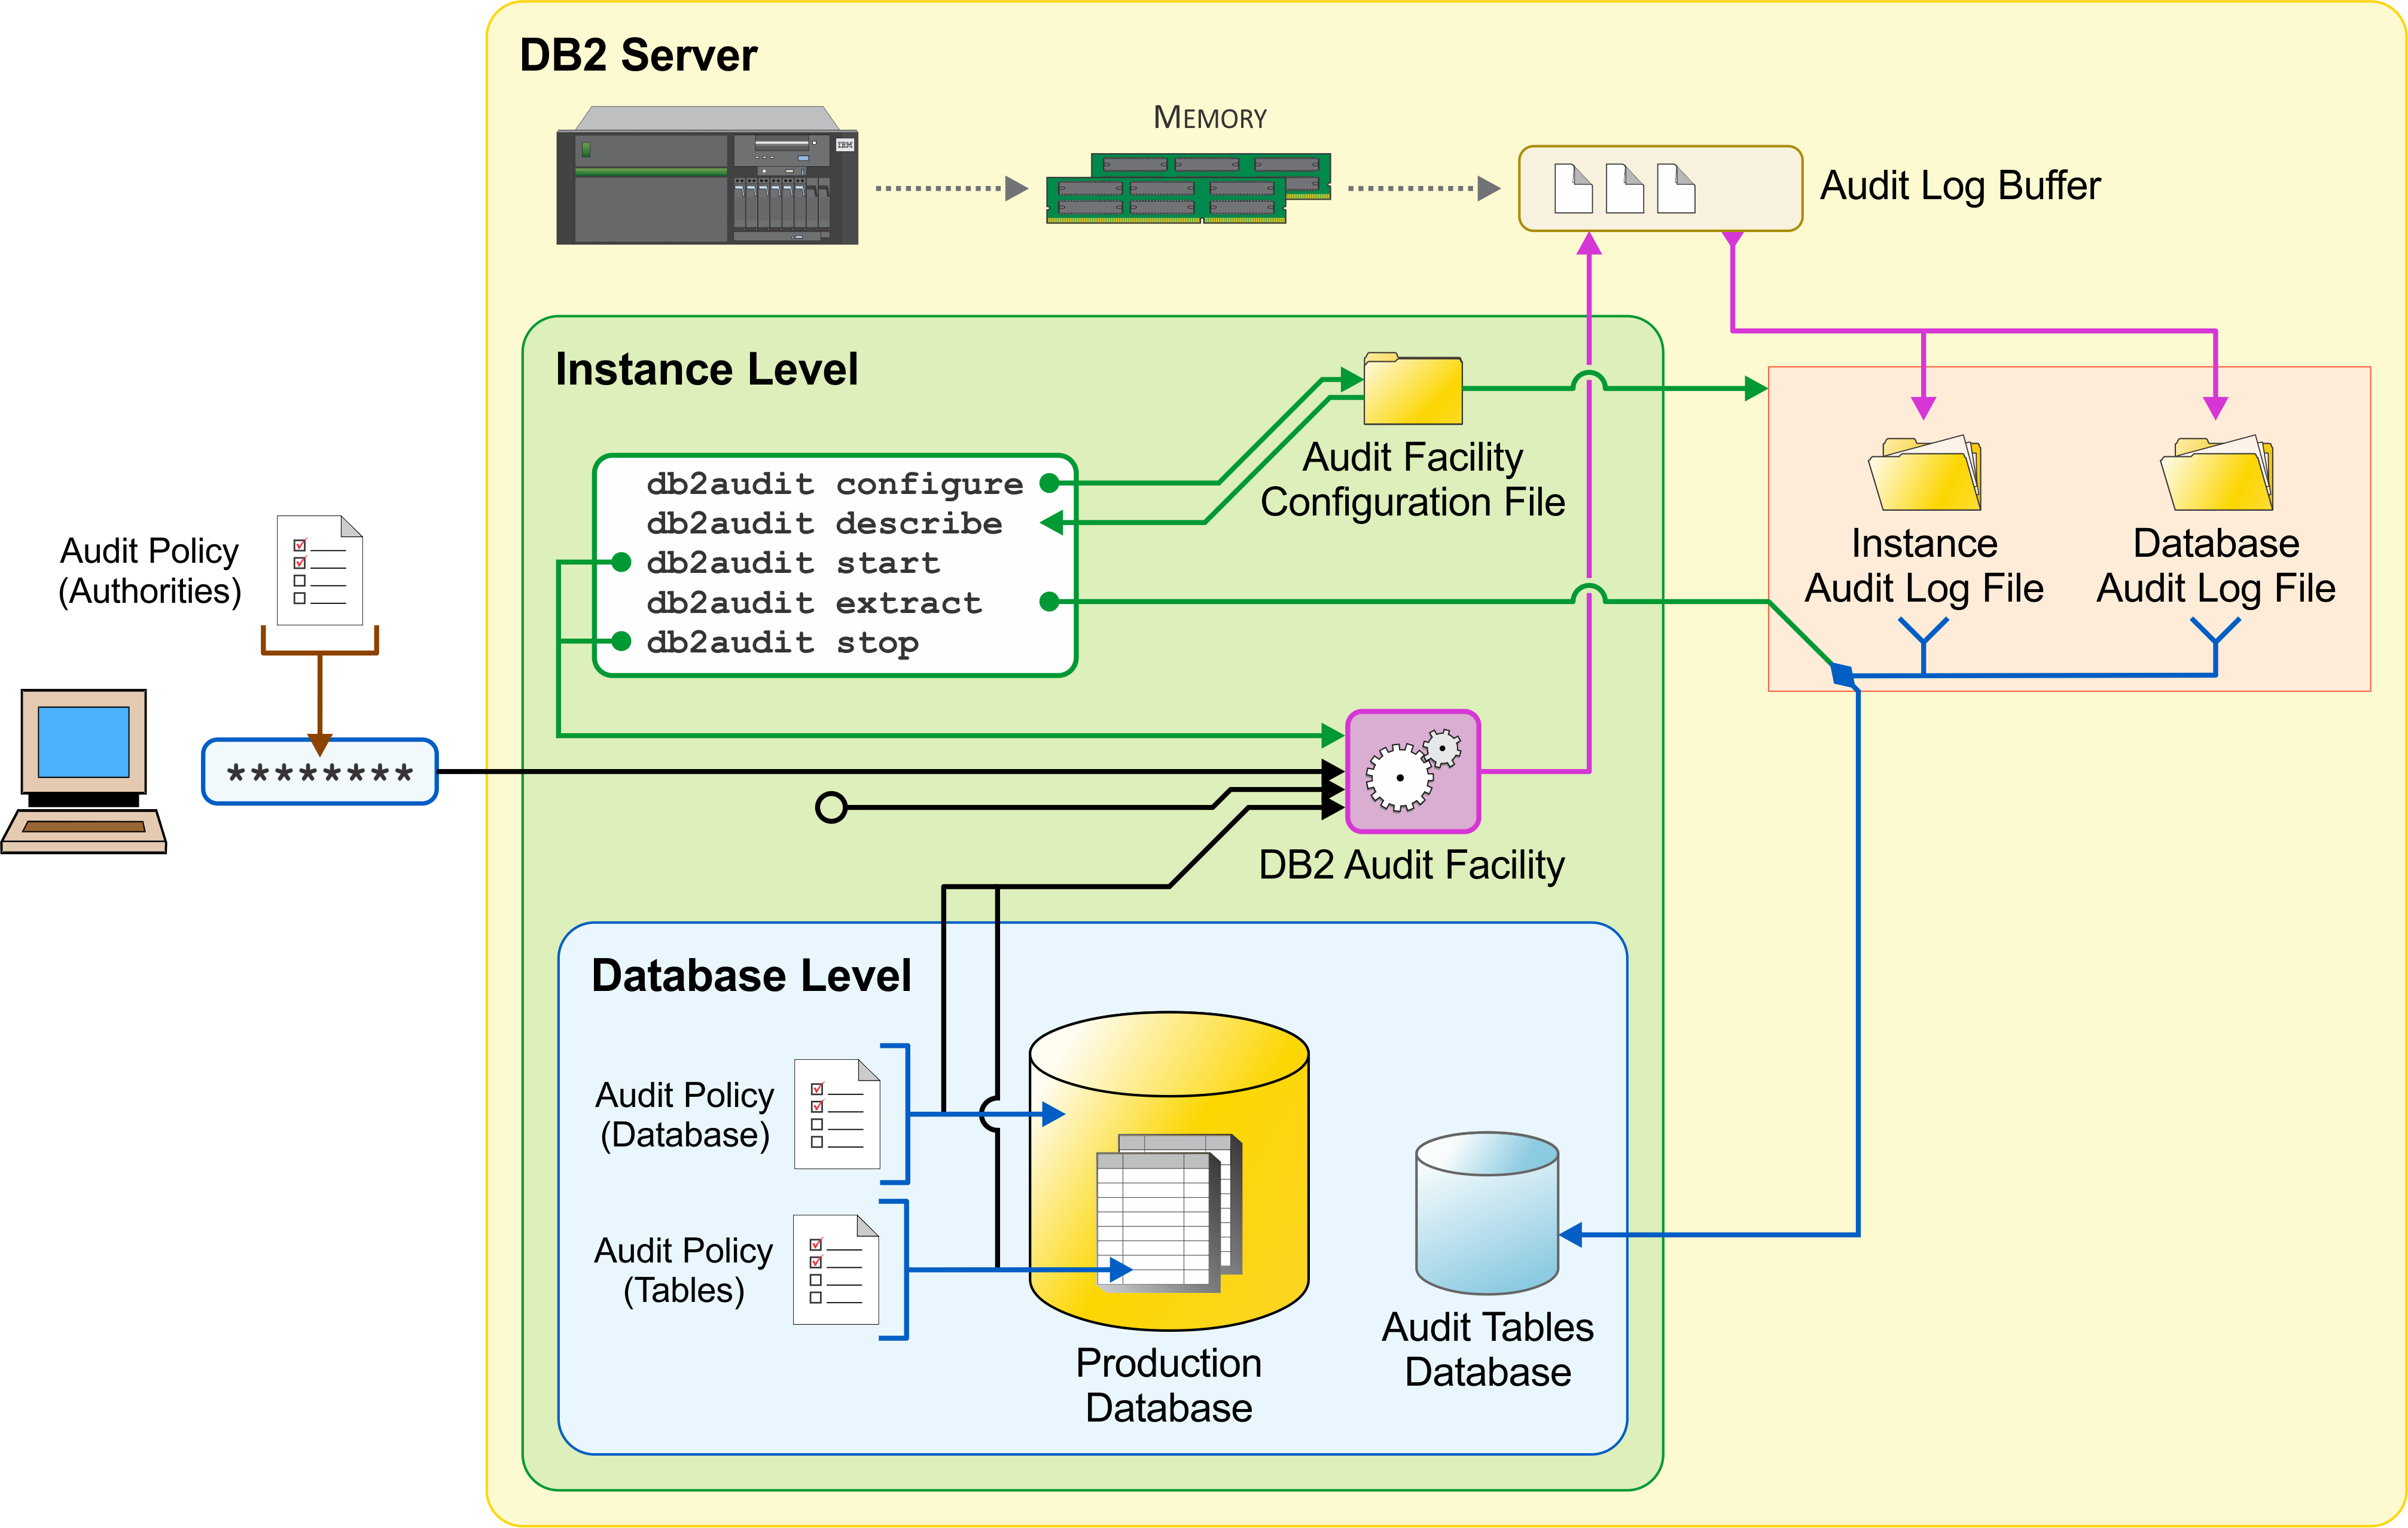 DB2 Server
MEMORY
IBM
Audit Log Buffer
Instance Level
Audit Facility
Configuration File
db2audit configure
db2audit describe
db2audit start
db2audit extract
db2audit stop
Instance
Audit Log File
Database
Audit Log File
Audit Policy
(Authorities)
********
DB2 Audit Facility
Database Level
Audit Policy
(Database)
Audit Policy
(Tables)
Production
Database
Audit Tables
Database